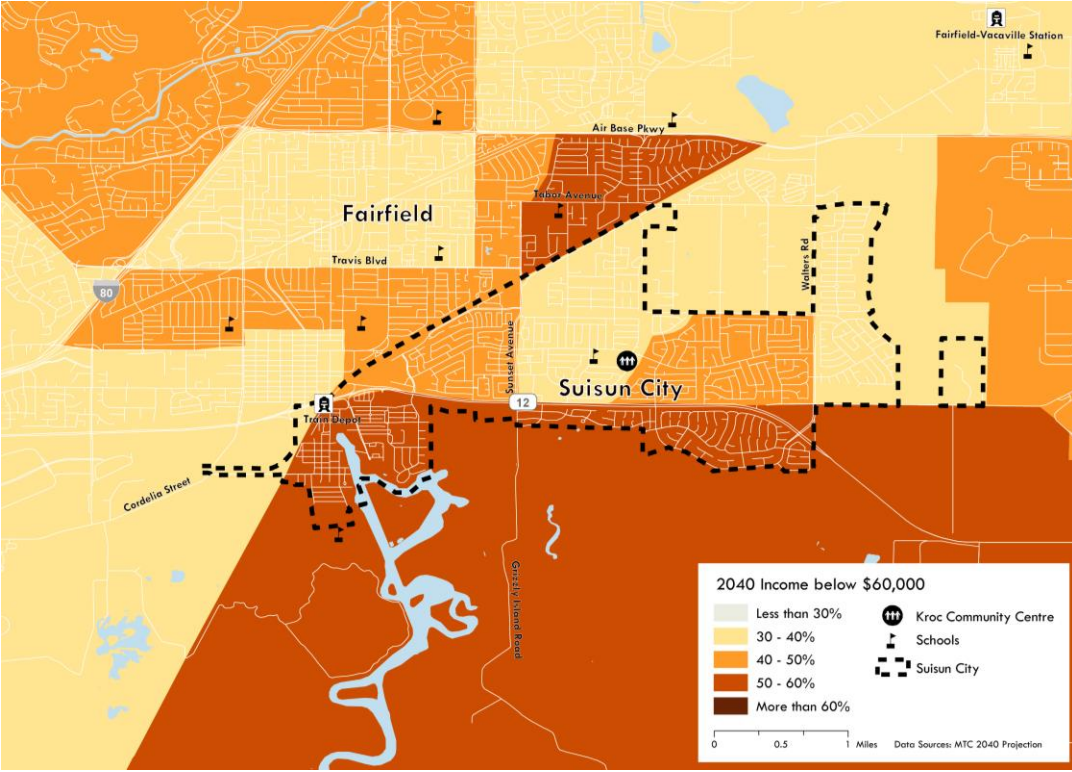 Fairfield-Vacaville Station
Air Base Pkwy
Tabor Avenue
Fairfield
Walters Rd
Travis Blvd
80
Sunset Avenue
Suisun City
12
Train Depot
Cordelia Street
Grizzly Island Road
2040 Income below $60,000
Less than 30%
30 - 40%
40 - 50%
50 - 60%
More than 60%
Kroc Community Centre
Schools
Suisun City
0 0.5 1 Miles
Data Sources: MTC 2040 Projection